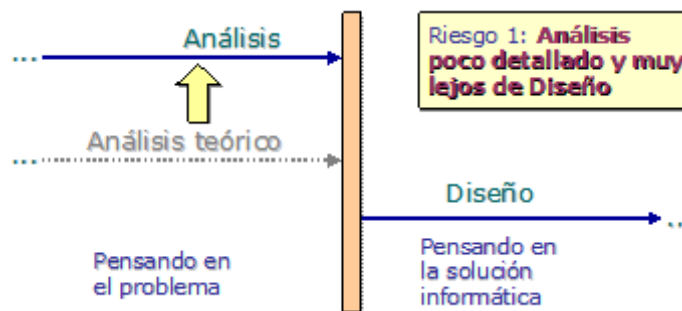 Análisis
...
Análisis teórico
...
Pensando en
el problema
Riesgo 1: Análisis
poco detallado y muy
lejos de Diseño
Diseño
...
Pensando en
la solución
informática